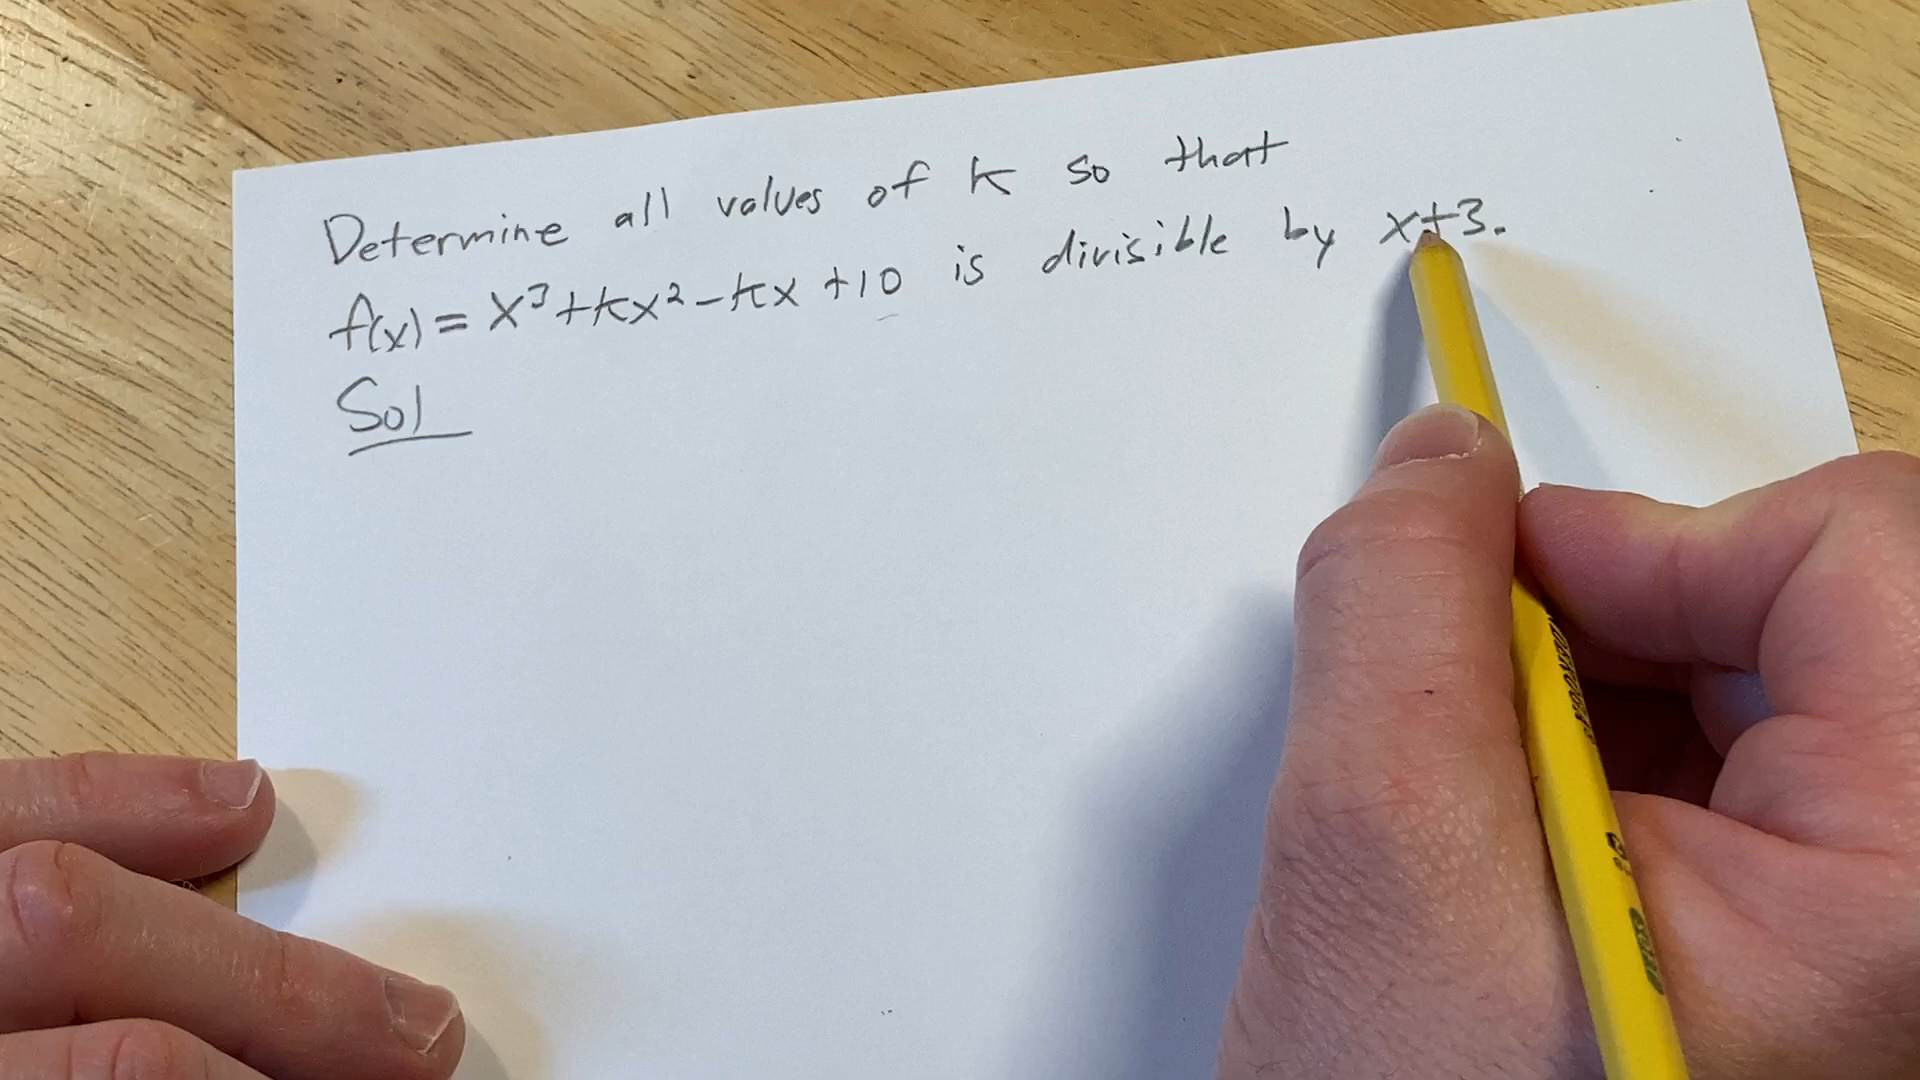 Determine all values of k so that
f(x) = x³ + kx² - kx + 10 is divisible by x+3.
Sol